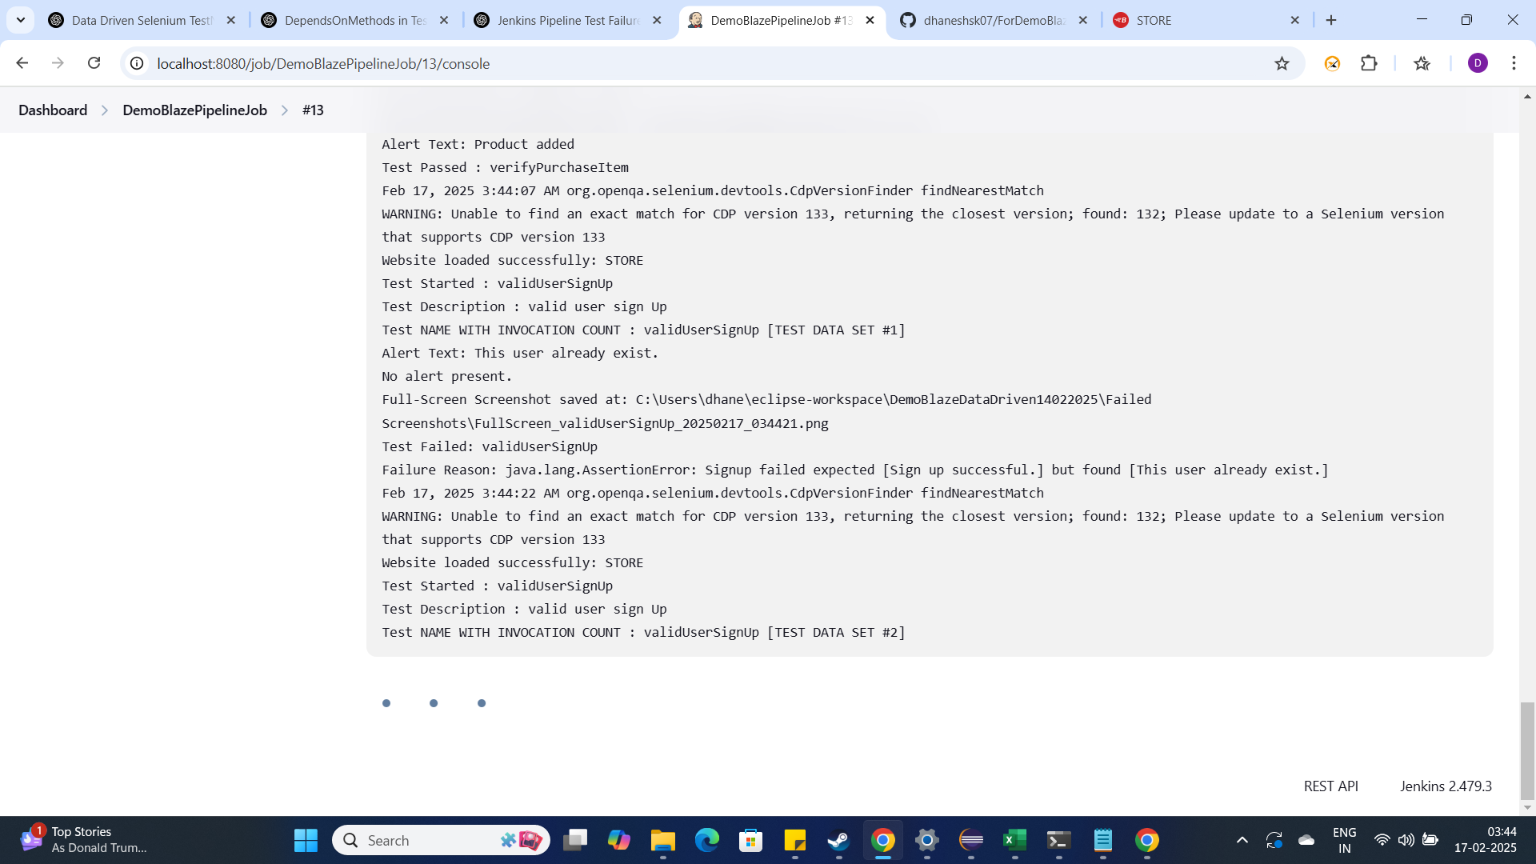 Data Driven Selenium Test
DependsOnMethods in Tes
Jenkins Pipeline Test Failur
DemoBlazePipelineJob #13
dhaneshsk07/ForDemoBla
STORE
localhost:8080/job/DemoBlazePipelineJob/13/console
D
Dashboard
DemoBlazePipelineJob
#13
Alert Text: Product added
Test Passed : verifyPurchaseItem
Feb 17, 2025 3:44:07 AM org.openqa.selenium.devtools.CdpVersionFinder findNearestMatch
WARNING: Unable to find an exact match for CDP version 133, returning the closest version; found: 132; Please update to a Selenium version
that supports CDP version 133
Website loaded successfully: STORE
Test Started : validUserSignUp
Test Description : valid user sign Up
Test NAME WITH INVOCATION COUNT : validUserSignUp [TEST DATA SET #1]
Alert Text: This user already exist.
No alert present.
Full-Screen Screenshot saved at: C:\Users\dhane\eclipse-workspace\DemoBlazeDataDriven14022025\Failed
Screenshots\FullScreen_validUserSignUp_20250217_034421.png
Test Failed: validUserSignUp
Failure Reason: java.lang.AssertionError: Signup failed expected [Sign up successful.] but found [This user already exist.]
Feb 17, 2025 3:44:22 AM org.openqa.selenium.devtools.CdpVersionFinder findNearestMatch
WARNING: Unable to find an exact match for CDP version 133, returning the closest version; found: 132; Please update to a Selenium version
that supports CDP version 133
Website loaded successfully: STORE
Test Started : validUserSignUp
Test Description : valid user sign Up
Test NAME WITH INVOCATION COUNT : validUserSignUp [TEST DATA SET #2]
REST API
Jenkins 2.479.3
1
Top Stories
As Donald Trum...
Search
ENG
IN
03:44
17-02-2025